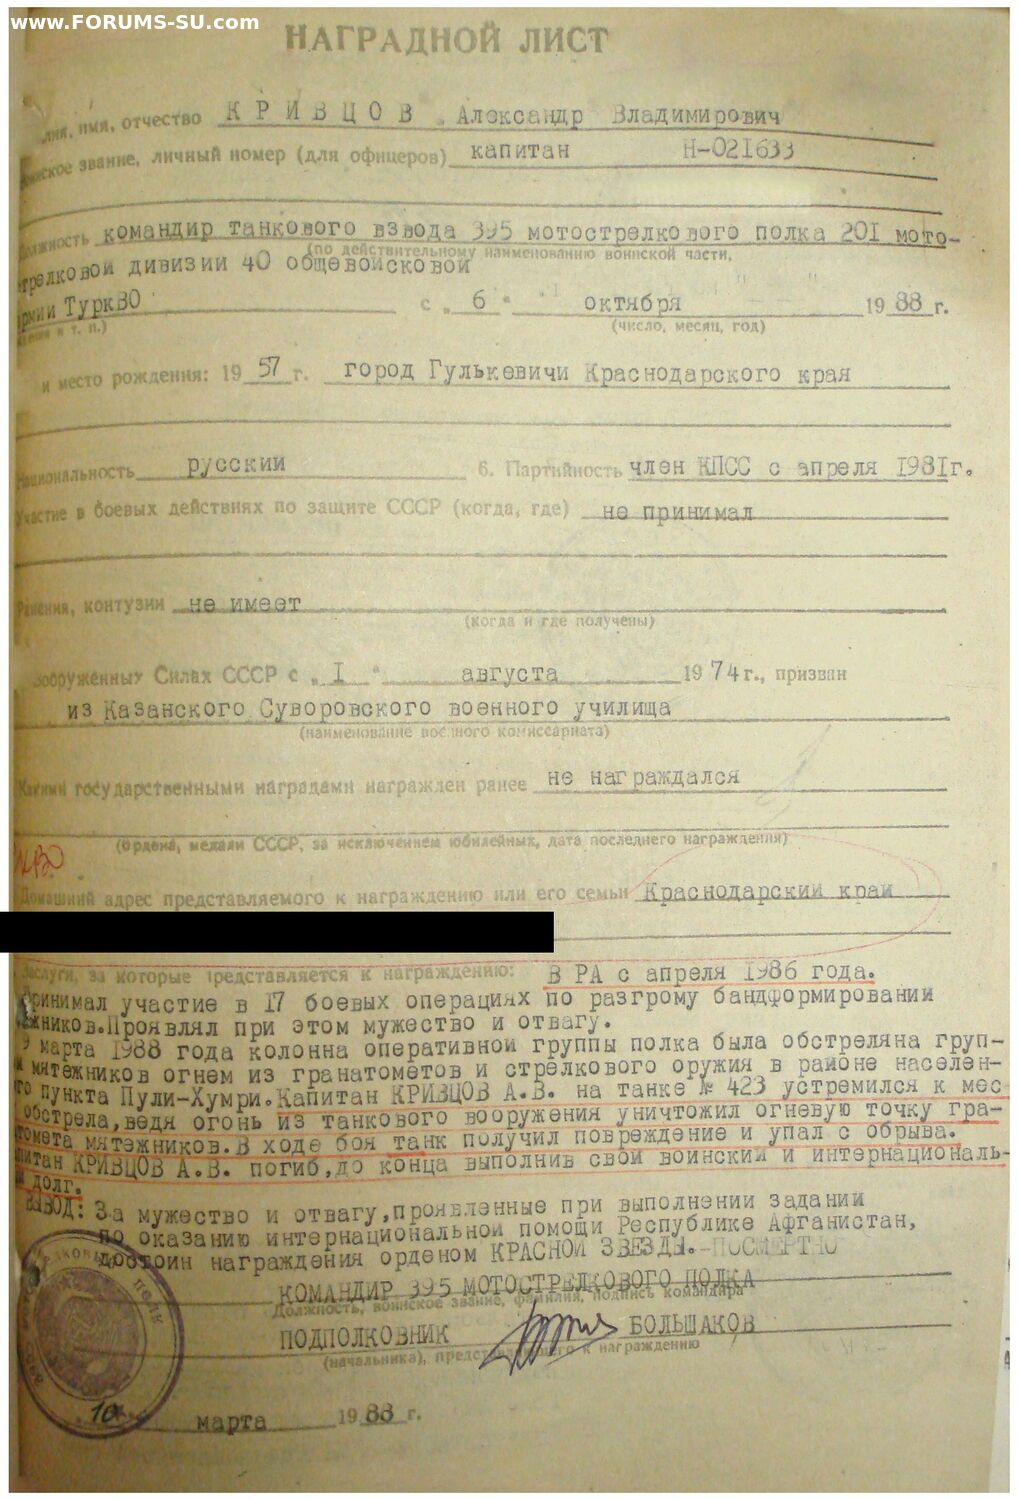 www.FORUMS-SU.com
НАГРАДНОЙ ЛИСТ
лия, имя, отчество КРИВЦОВ Александр Владимирович
звание, личный номер (для офицеров) капитан Н-021633
Должность командир танкового взвода 395 мотострелкового полка 201 мото-
(по действительному наименованию воинской части,
трелковой дивизии 40 общевойсковой
рмии ТуркВО с „6“ октября 1988 г.
и т. п.) (число, месяц, год)
и место рождения: 1957 г. город Гулькевичи Краснодарского края
Национальность русский 6. Партийность член КПСС с апреля 1981г.
Участие в боевых действиях по защите СССР (когда, где) не принимал
Ранения, контузии не имеет
(когда и где получены)
Вооруженных Силах СССР с „I“ августа 1974 г., призван
из Казанского Суворовского военного училища
(наименование военного комиссариата)
Какими государственными наградами награжден ранее не награждался
(ордена, медали СССР, за исключением юбилейных, дата последнего награждения)
Домашний адрес представляемого к награждению или его семьи Краснодарский край
Заслуги, за которые представляется к награждению: В РА с апреля 1986 года.
Принимал участие в 17 боевых операциях по разгрому бандформирований
жников.Проявлял при этом мужество и отвагу.
9 марта 1988 года колонна оперативной группы полка была обстреляна груп-
й мятежников огнем из гранатометов и стрелкового оружия в районе населен-
го пункта Пули-Хумри.Капитан КРИВЦОВ А.В. на танке № 423 устремился к мес
обстрела,ведя огонь из танкового вооружения уничтожил огневую точку гра-
томета мятежников.В ходе боя танк получил повреждение и упал с обрыва.
питан КРИВЦОВ А.В. погиб,до конца выполнив свой воинский и интернациональ-
й долг.
ВЫВОД: За мужество и отвагу,проявленные при выполнении заданий
по оказанию интернациональной помощи Республике Афганистан,
достоин награждения орденом КРАСНОЙ ЗВЕЗДЫ.-ПОСМЕРТНО
КОМАНДИР 395 МОТОСТРЕЛКОВОГО ПОЛКА
Должность, воинское звание, фамилия, подпись командира
ПОДПОЛКОВНИК БОЛЬШАКОВ
(начальника), представляющего к награждению
10 марта 1988 г.